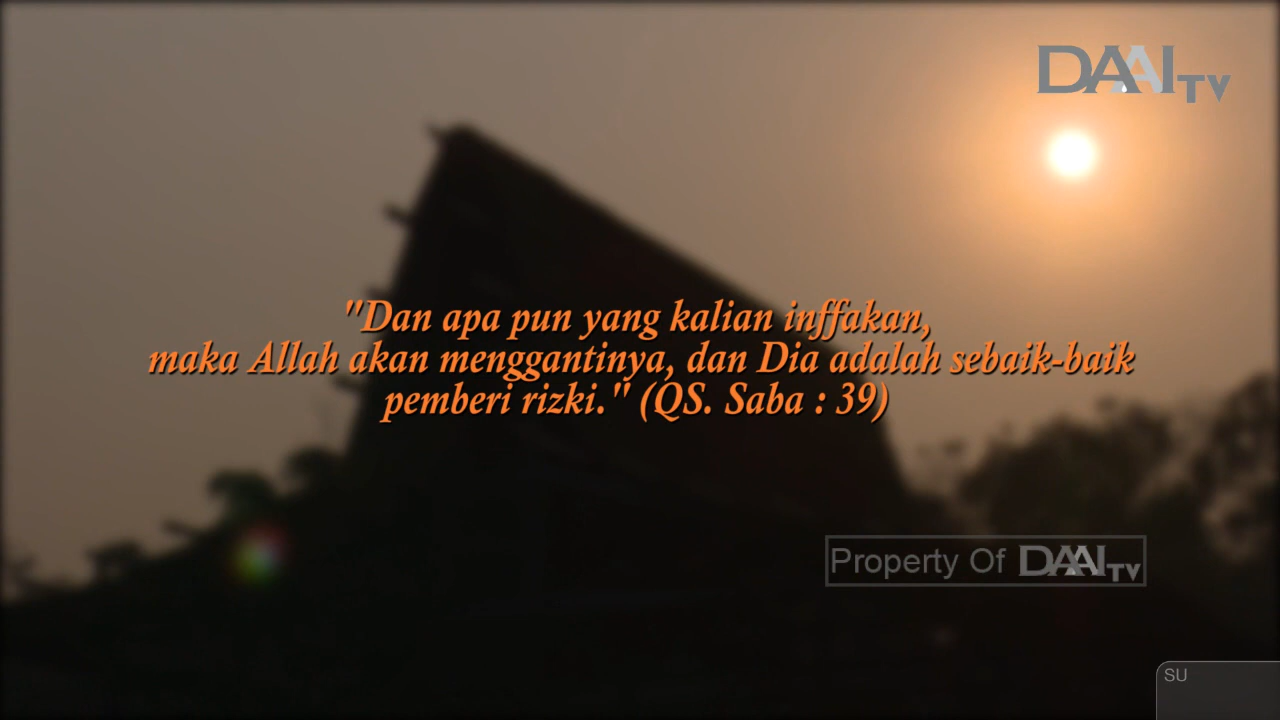 DAAI TV
"Dan apa pun yang kalian inffakan,
maka Allah akan menggantinya, dan Dia adalah sebaik-baik
pemberi rizki." (QS. Saba : 39)
Property Of DAAI TV
SU